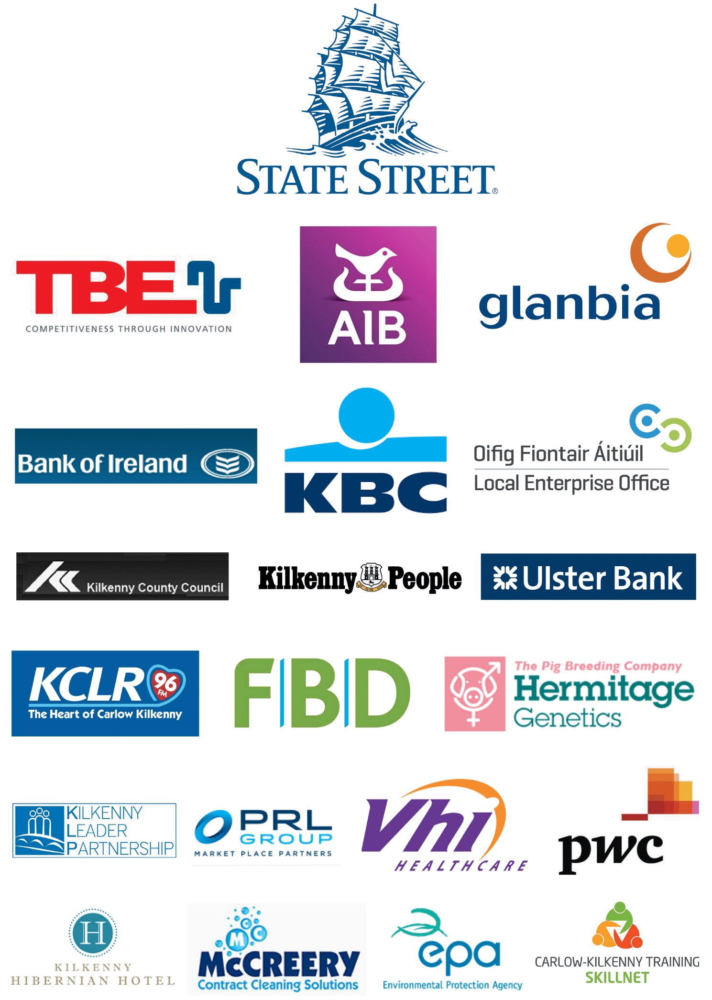 STATE STREET®
TBE
COMPETITIVENESS THROUGH INNOVATION
AIB
glanbia
Bank of Ireland
KBC
Oifig Fiontair Áitiúil
Local Enterprise Office
Kilkenny County Council
Kilkenny People
Ulster Bank
KCLR 96
FM
The Heart of Carlow Kilkenny
FBD
The Pig Breeding Company
Hermitage
Genetics
KILKENNY
LEADER
PARTNERSHIP
PRL
GROUP
MARKET PLACE PARTNERS
Vhi
HEALTHCARE
pwc
H
KILKENNY
HIBERNIAN HOTEL
M C C
McCREERY
Contract Cleaning Solutions
epa
Environmental Protection Agency
CARLOW-KILKENNY TRAINING
SKILLNET